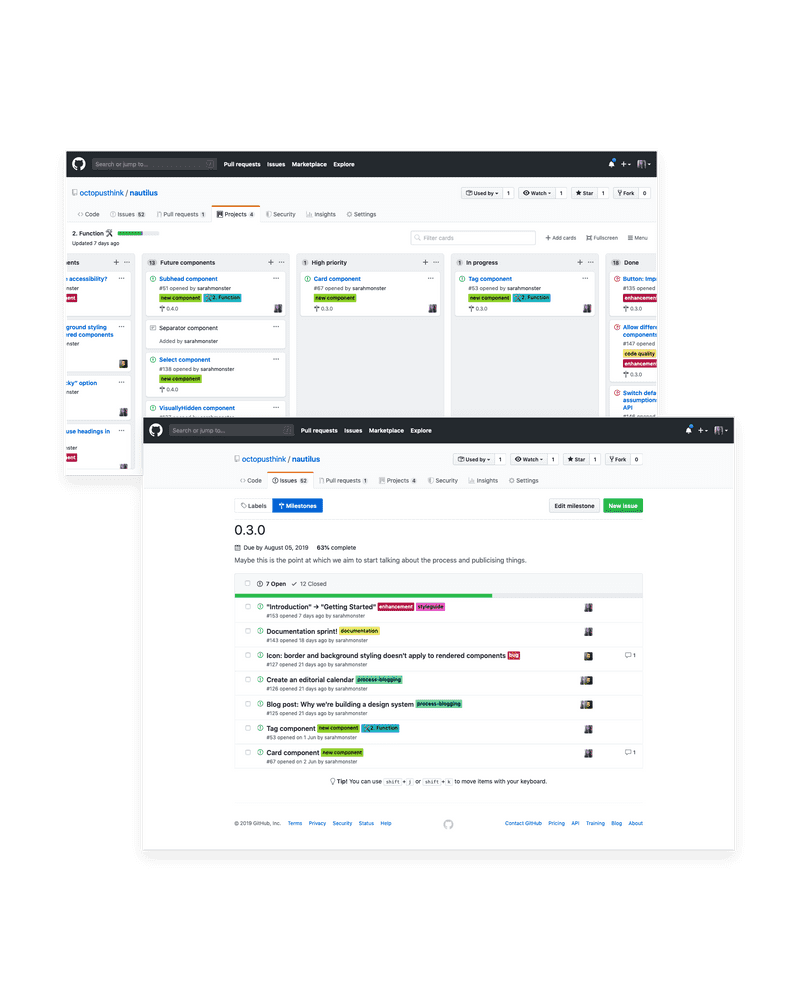 Search or jump to... / Pull requests Issues Marketplace Explore
octopusthink / nautilus Used by 1 Watch 1 Star 1 Fork 0
Code Issues 52 Pull requests 1 Projects 4 Security Insights Settings
2. Function
Updated 7 days ago
Filter cards Add cards Fullscreen Menu
ents
accessibility?
ground styling
ered components
cky" option
nster
use headings in
nster
13 Future components
Subhead component
#51 opened by sarahmonster
new component 2. Function
0.4.0
Separator component
Added by sarahmonster
Select component
#138 opened by sarahmonster
new component
0.4.0
VisuallyHidden component
1 High priority
Card component
#67 opened by sarahmonster
new component
0.3.0
1 In progress
Tag component
#53 opened by sarahmonster
new component 2. Function
0.3.0
Done
Button: Imp
#135 opened
enhancement
0.3.0
Allow differ
components
#147 opened
code quality
enhancement
0.3.0
Switch defa
assumptions
API
Search or jump to... / Pull requests Issues Marketplace Explore
octopusthink / nautilus Used by 1 Watch 1 Star 1 Fork 0
Code Issues 52 Pull requests 1 Projects 4 Security Insights Settings
Labels Milestones Edit milestone New issue
0.3.0
Due by August 05, 2019 63% complete
Maybe this is the point at which we aim to start talking about the process and publicising things.
7 Open 12 Closed
"Introduction" → "Getting Started" enhancement styleguide
#153 opened 7 days ago by sarahmonster
Documentation sprint! documentation
#143 opened 18 days ago by sarahmonster
Icon: border and background styling doesn't apply to rendered components bug 1
#127 opened 21 days ago by sarahmonster
Create an editorial calendar process-blogging
#126 opened 21 days ago by sarahmonster
Blog post: Why we're building a design system process-blogging
#125 opened 21 days ago by sarahmonster
Tag component new component 2. Function
#53 opened on 1 Jun by sarahmonster
Card component new component 1
#67 opened on 2 Jun by sarahmonster
Tip! You can use shift + j or shift + k to move items with your keyboard.
© 2019 GitHub, Inc. Terms Privacy Security Status Help Contact GitHub Pricing API Training Blog About